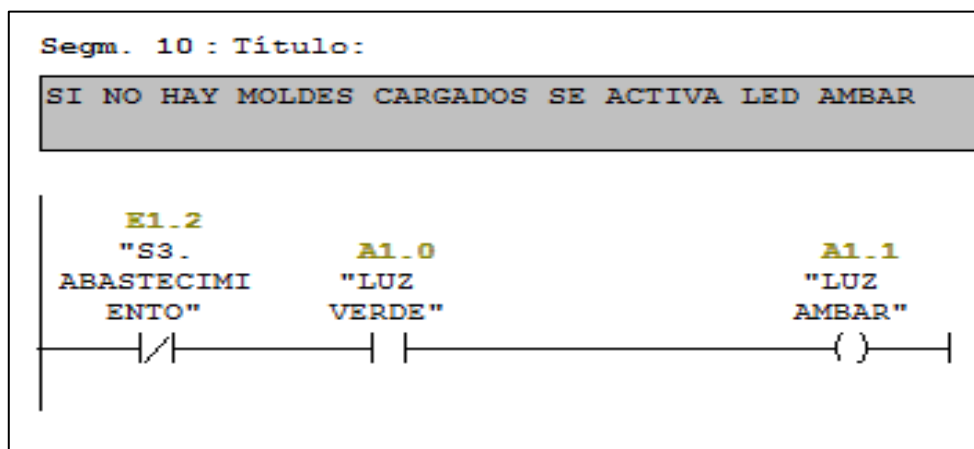 Segm. 10 : Título:
SI NO HAY MOLDES CARGADOS SE ACTIVA LED AMBAR
E1.2
"S3.
ABASTECIMI
ENTO"
A1.0
"LUZ
VERDE"
A1.1
"LUZ
AMBAR"